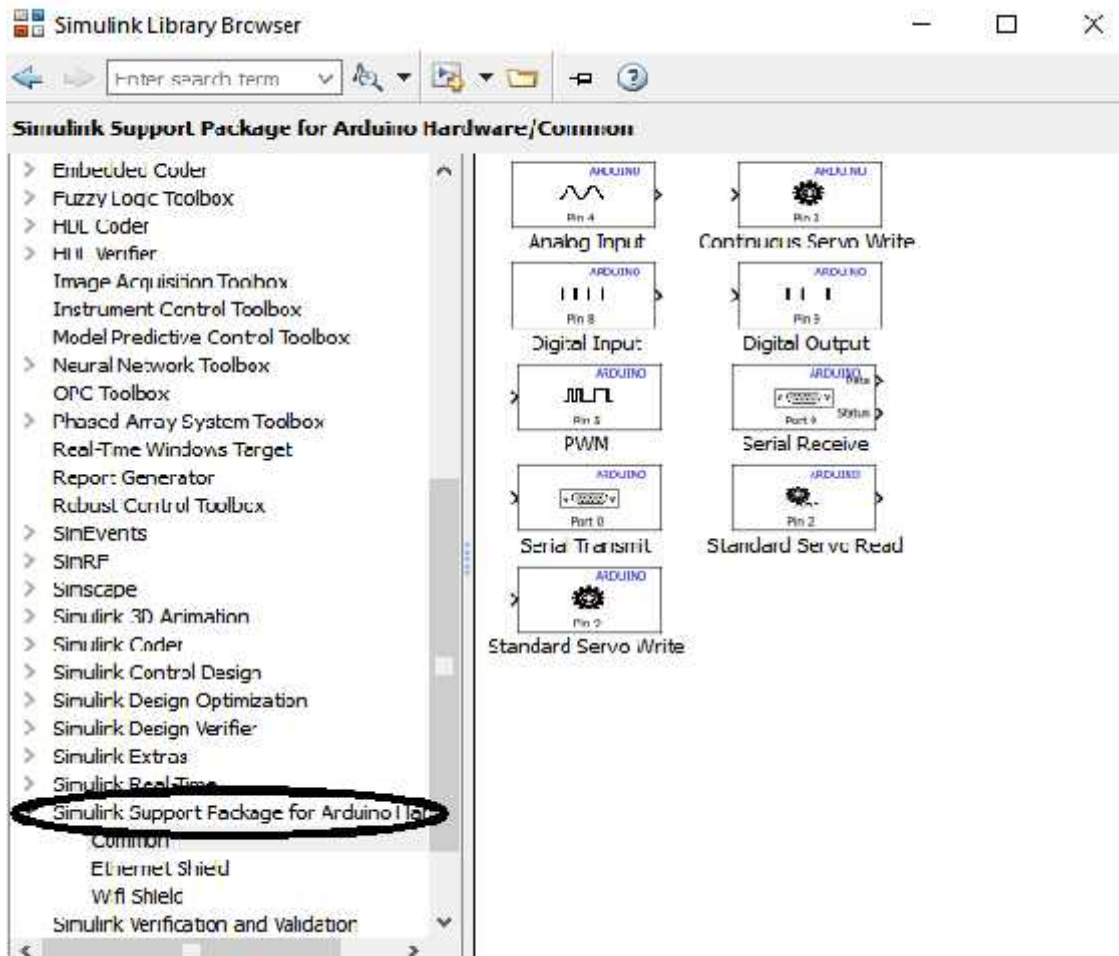 Simulink Library Browser
Enter search term
Simulink Support Package for Arduino Hardware/Common
Embedded Coder
Fuzzy Logic Toolbox
HDL Coder
HDL Verifier
Image Acquisition Toolbox
Instrument Control Toolbox
Model Predictive Control Toolbox
Neural Network Toolbox
OPC Toolbox
Phased Array System Toolbox
Real-Time Windows Target
Report Generator
Robust Control Toolbox
SimEvents
SimRF
Simscape
Simulink 3D Animation
Simulink Coder
Simulink Control Design
Simulink Design Optimization
Simulink Design Verifier
Simulink Extras
Simulink Real-Time
Simulink Support Package for Arduino Har
Common
Ethernet Shield
Wifi Shield
Simulink Verification and Validation
ARDUINO
Pin 4
Analog Input
ARDUINO
Pin
Continuous Servo Write
ARDUINO
Pin
Digital Input
ARDUINO
Pin
Digital Output
ARDUINO
Pin
PWM
ARDUINO
Data
Status
Port
Serial Receive
ARDUINO
Port 0
Serial Transmit
ARDUINO
Pin 2
Standard Servo Read
ARDUINO
Pin
Standard Servo Write